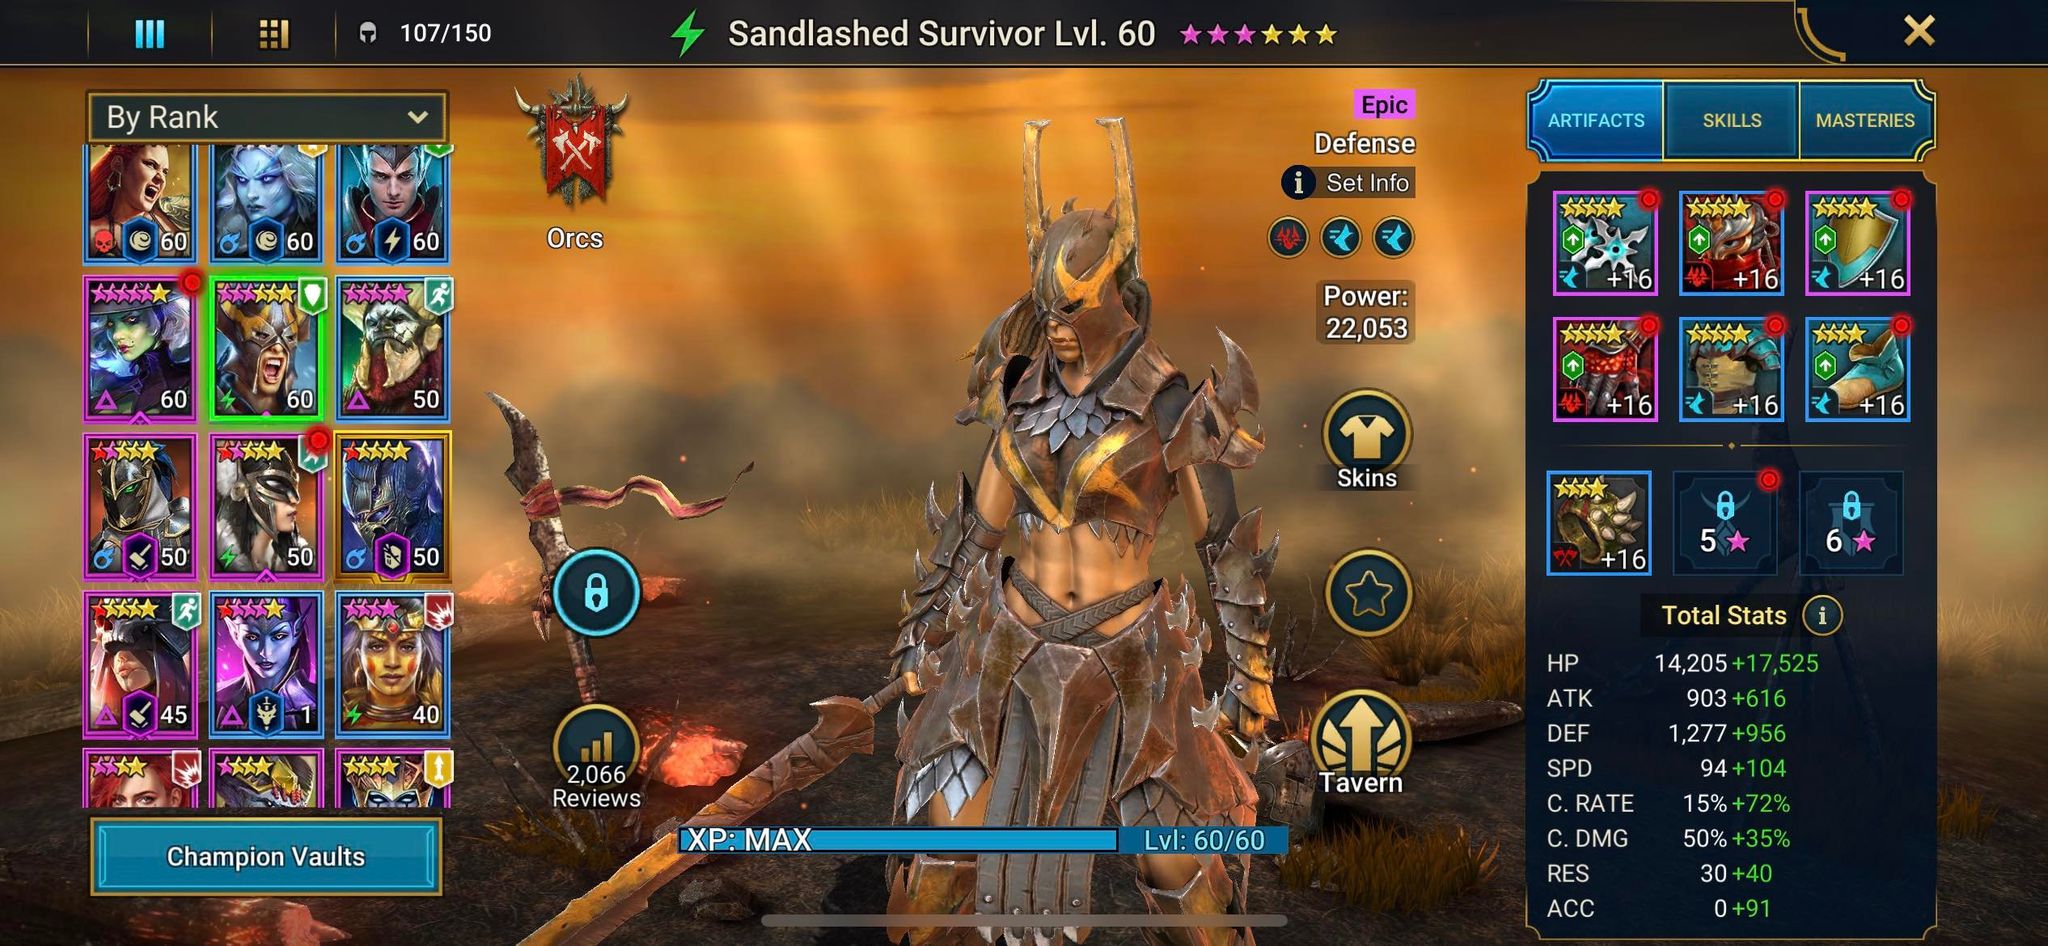 107/150
Sandlashed Survivor Lvl. 60
By Rank
60
60
60
60
60
50
50
50
50
45
1
40
Champion Vaults
Orcs
2,066
Reviews
Epic
Defense
i Set Info
Power:
22,053
Skins
Tavern
XP: MAX
Lvl: 60/60
ARTIFACTS
SKILLS
MASTERIES
+16
+16
+16
+16
+16
+16
+16
5
6
Total Stats i
HP 14,205 +17,525
ATK 903 +616
DEF 1,277 +956
SPD 94 +104
C. RATE 15% +72%
C. DMG 50% +35%
RES 30 +40
ACC 0 +91